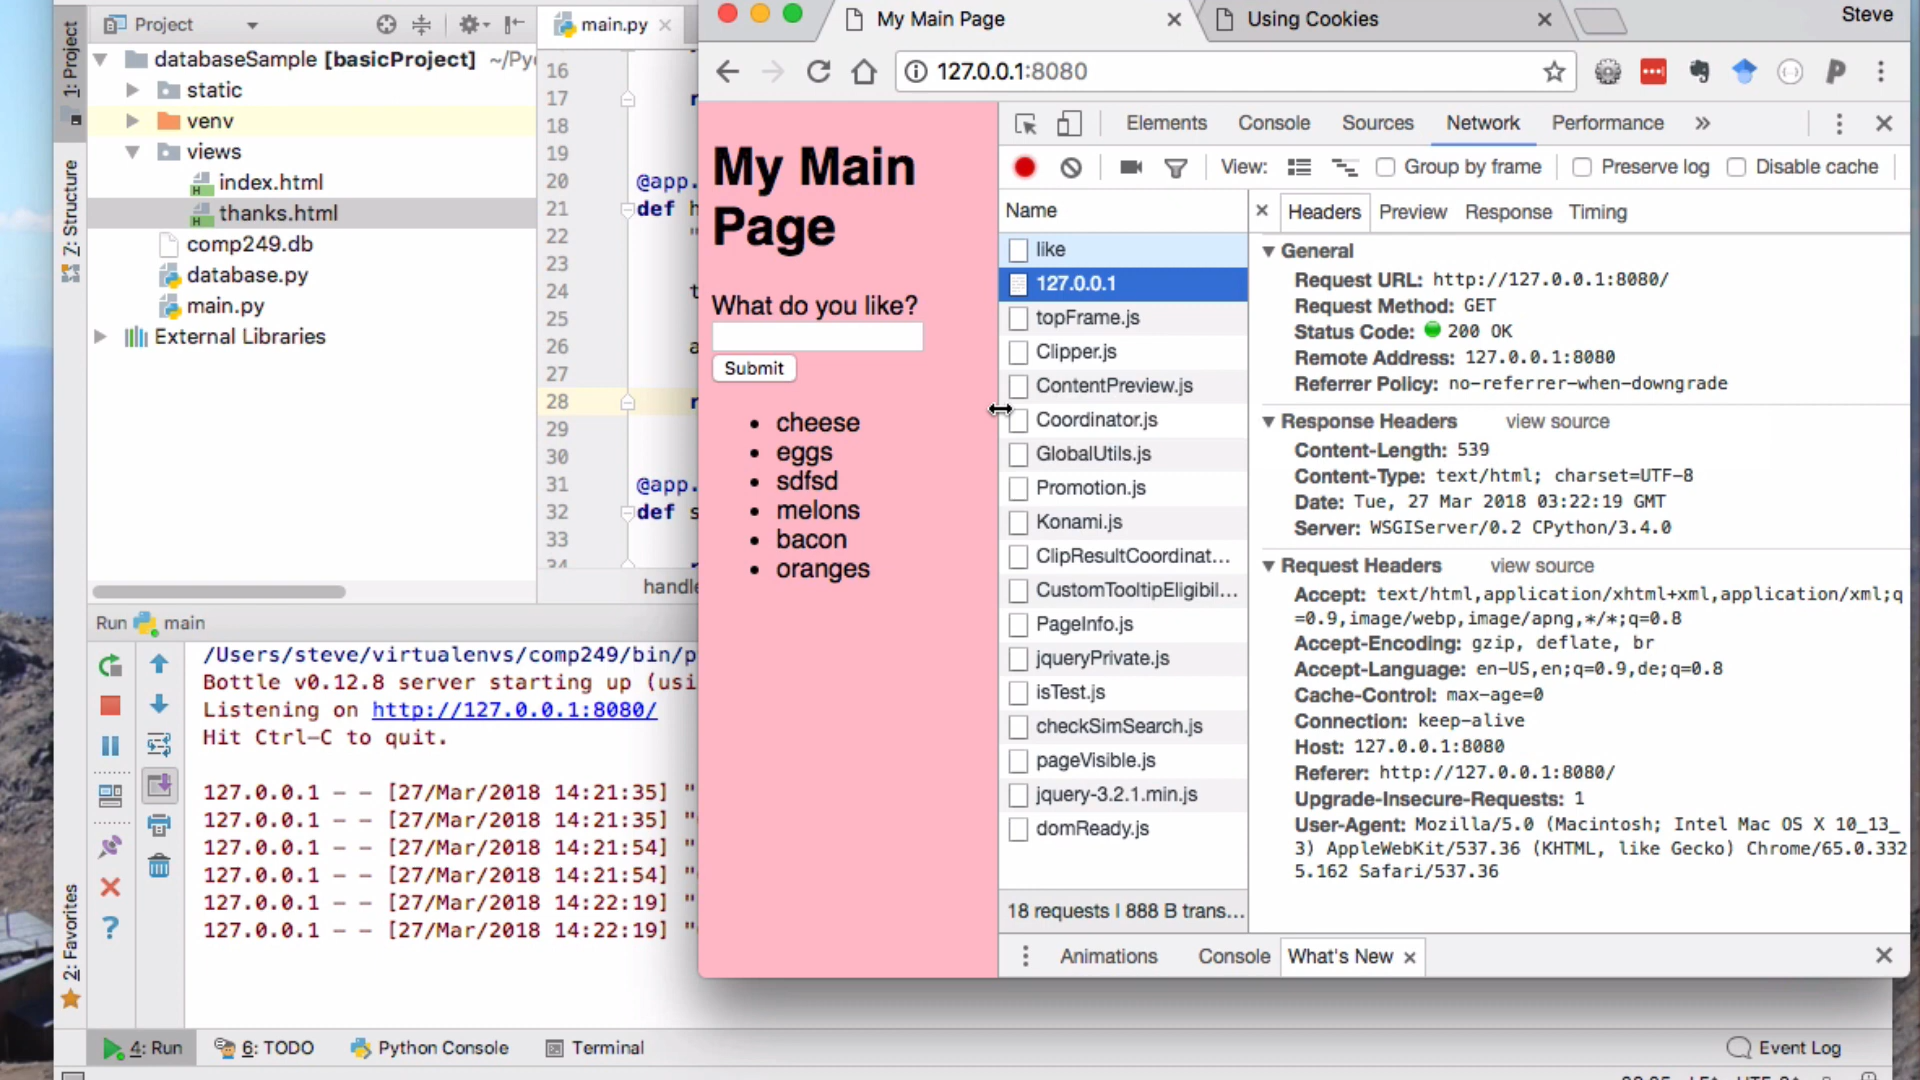 Project
main.py
databaseSample [basicProject] ~/Py
static
venv
views
index.html
thanks.html
comp249.db
database.py
main.py
External Libraries
1: Project
Z: Structure
2: Favorites
16
17
18
19
20 @app.
21 def h
22 "
23
24 t
25
26 a
27
28 r
29
30
31 @app.
32 def s
33
34
handle
Run main
/Users/steve/virtualenvs/comp249/bin/p
Bottle v0.12.8 server starting up (usi
Listening on http://127.0.0.1:8080/
Hit Ctrl-C to quit.
127.0.0.1 - - [27/Mar/2018 14:21:35] "
127.0.0.1 - - [27/Mar/2018 14:21:35] "
127.0.0.1 - - [27/Mar/2018 14:21:54] "
127.0.0.1 - - [27/Mar/2018 14:21:54] "
127.0.0.1 - - [27/Mar/2018 14:22:19] "
127.0.0.1 - - [27/Mar/2018 14:22:19] "
4: Run 6: TODO Python Console Terminal Event Log
My Main Page Using Cookies Steve
127.0.0.1:8080
My Main
Page
What do you like?
Submit
• cheese
• eggs
• sdfsd
• melons
• bacon
• oranges
Elements Console Sources Network Performance »
View: Group by frame Preserve log Disable cache
Name
like
127.0.0.1
topFrame.js
Clipper.js
ContentPreview.js
Coordinator.js
GlobalUtils.js
Promotion.js
Konami.js
ClipResultCoordinat...
CustomTooltipEligibil...
PageInfo.js
jqueryPrivate.js
isTest.js
checkSimSearch.js
pageVisible.js
jquery-3.2.1.min.js
domReady.js
18 requests | 888 B trans...
Headers Preview Response Timing
General
Request URL: http://127.0.0.1:8080/
Request Method: GET
Status Code: 200 OK
Remote Address: 127.0.0.1:8080
Referrer Policy: no-referrer-when-downgrade
Response Headers view source
Content-Length: 539
Content-Type: text/html; charset=UTF-8
Date: Tue, 27 Mar 2018 03:22:19 GMT
Server: WSGIServer/0.2 CPython/3.4.0
Request Headers view source
Accept: text/html,application/xhtml+xml,application/xml;q
=0.9,image/webp,image/apng,*/*;q=0.8
Accept-Encoding: gzip, deflate, br
Accept-Language: en-US,en;q=0.9,de;q=0.8
Cache-Control: max-age=0
Connection: keep-alive
Host: 127.0.0.1:8080
Referer: http://127.0.0.1:8080/
Upgrade-Insecure-Requests: 1
User-Agent: Mozilla/5.0 (Macintosh; Intel Mac OS X 10_13_
3) AppleWebKit/537.36 (KHTML, like Gecko) Chrome/65.0.332
5.162 Safari/537.36
Animations Console What's New